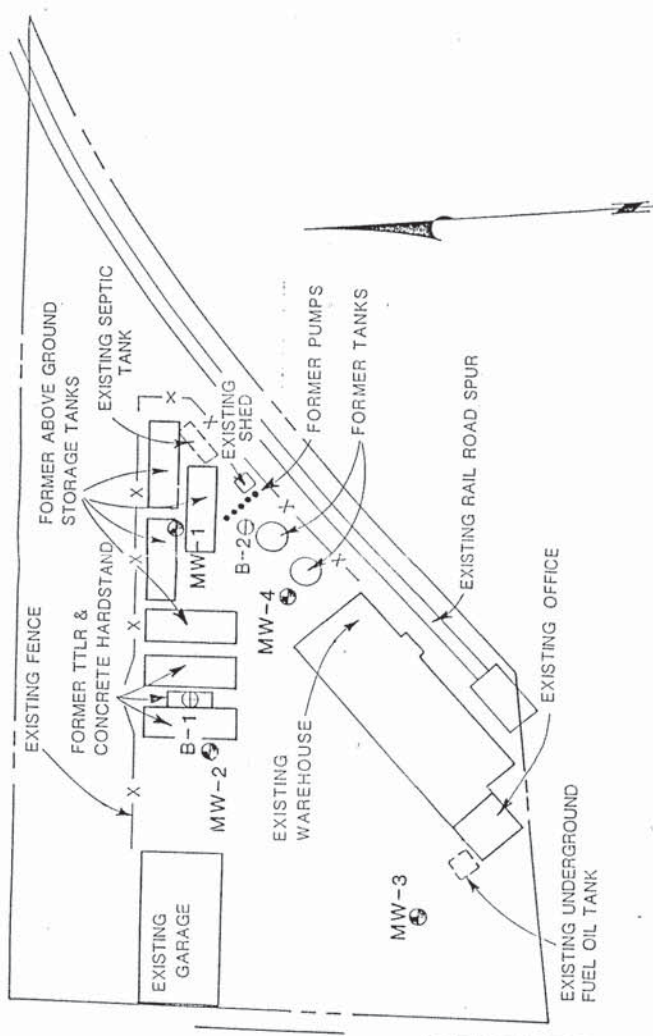 FORMER ABOVE GROUND
STORAGE TANKS
EXISTING SEPTIC
TANK
EXISTING FENCE
FORMER TTLR &
CONCRETE HARDSTAND
EXISTING
SHED
FORMER PUMPS
FORMER TANKS
MW-1
B-2
MW-4
B-1
MW-2
EXISTING
GARAGE
EXISTING
WAREHOUSE
EXISTING RAIL ROAD SPUR
EXISTING OFFICE
MW-3
EXISTING UNDERGROUND
FUEL OIL TANK
X
X
X
X
X
X
X
X
X